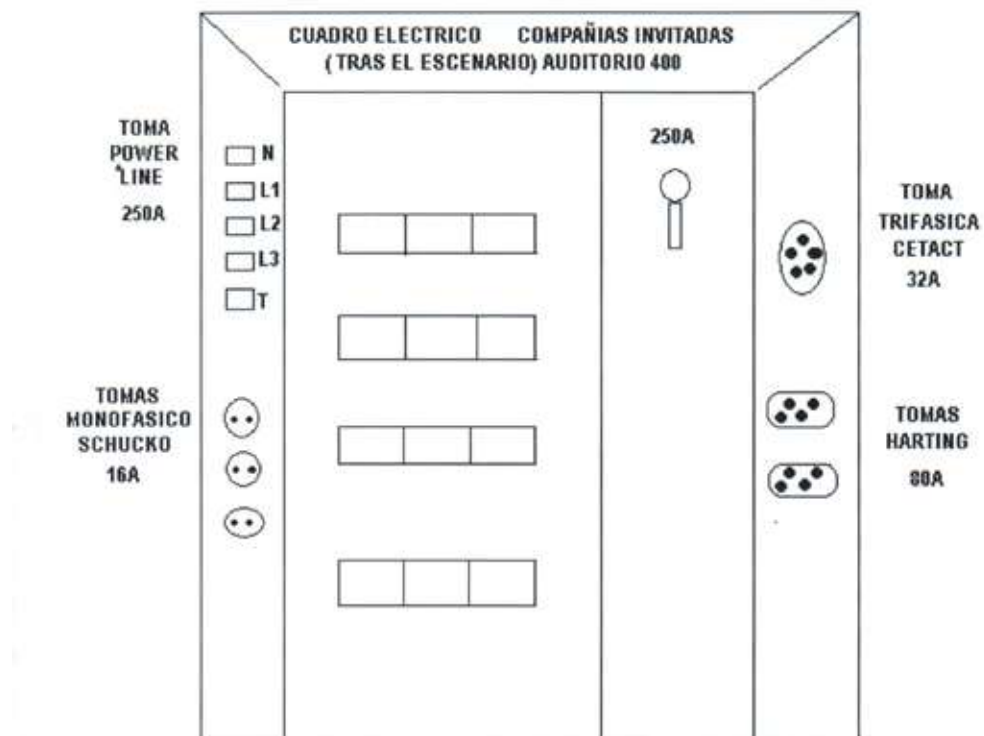 CUADRO ELECTRICO COMPAÑIAS INVITADAS
( TRAS EL ESCENARIO) AUDITORIO 400
TOMA
POWER
LINE
250A
N
L1
L2
L3
T
250A
TOMA
TRIFASICA
CETACT
32A
TOMAS
MONOFASICO
SCHUCKO
16A
TOMAS
HARTING
80A